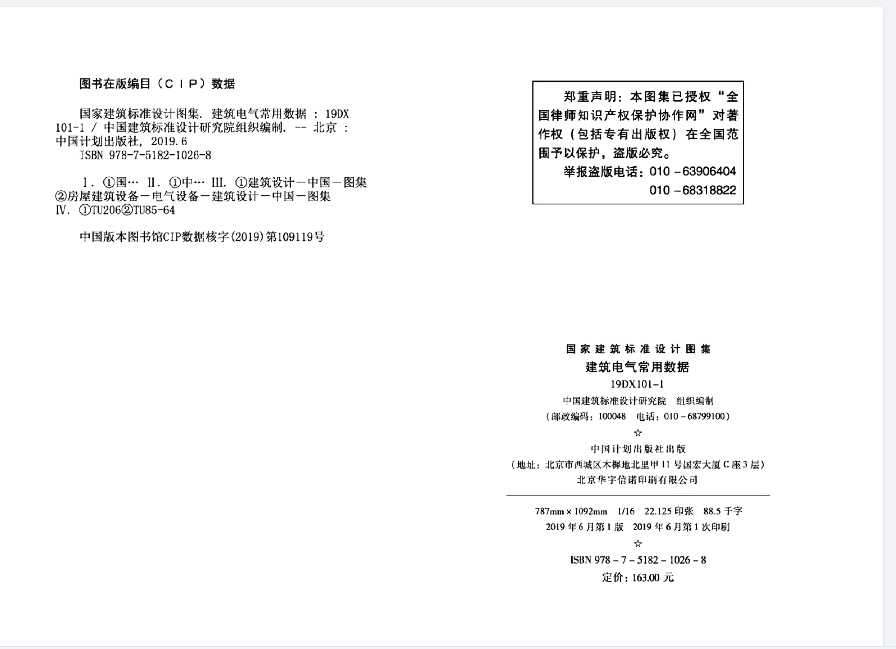 图书在版编目(CIP)数据
国家建筑标准设计图集. 建筑电气常用数据 : 19DX
101-1 / 中国建筑标准设计研究院组织编制. -- 北京 :
中国计划出版社, 2019.6
ISBN 978-7-5182-1026-8
Ⅰ. ①国… Ⅱ. ①中… Ⅲ. ①建筑设计－中国－图集
②房屋建筑设备－电气设备－建筑设计－中国－图集
Ⅳ. ①TU206②TU85-64
中国版本图书馆CIP数据核字(2019)第109119号
郑重声明：本图集已授权“全
国律师知识产权保护协作网”对著
作权（包括专有出版权）在全国范
围予以保护，盗版必究。
举报盗版电话：010－63906404
010－68318822
国家建筑标准设计图集
建筑电气常用数据
19DX101-1
中国建筑标准设计研究院 组织编制
（邮政编码：100048 电话：010－68799100）
☆
中国计划出版社出版
（地址：北京市西城区木樨地北里甲11号国宏大厦C座3层）
北京华宇信诺印刷有限公司
787mm×1092mm 1/16 22.125印张 88.5千字
2019年6月第1版 2019年6月第1次印刷
☆
ISBN 978－7－5182－1026－8
定价：163.00元